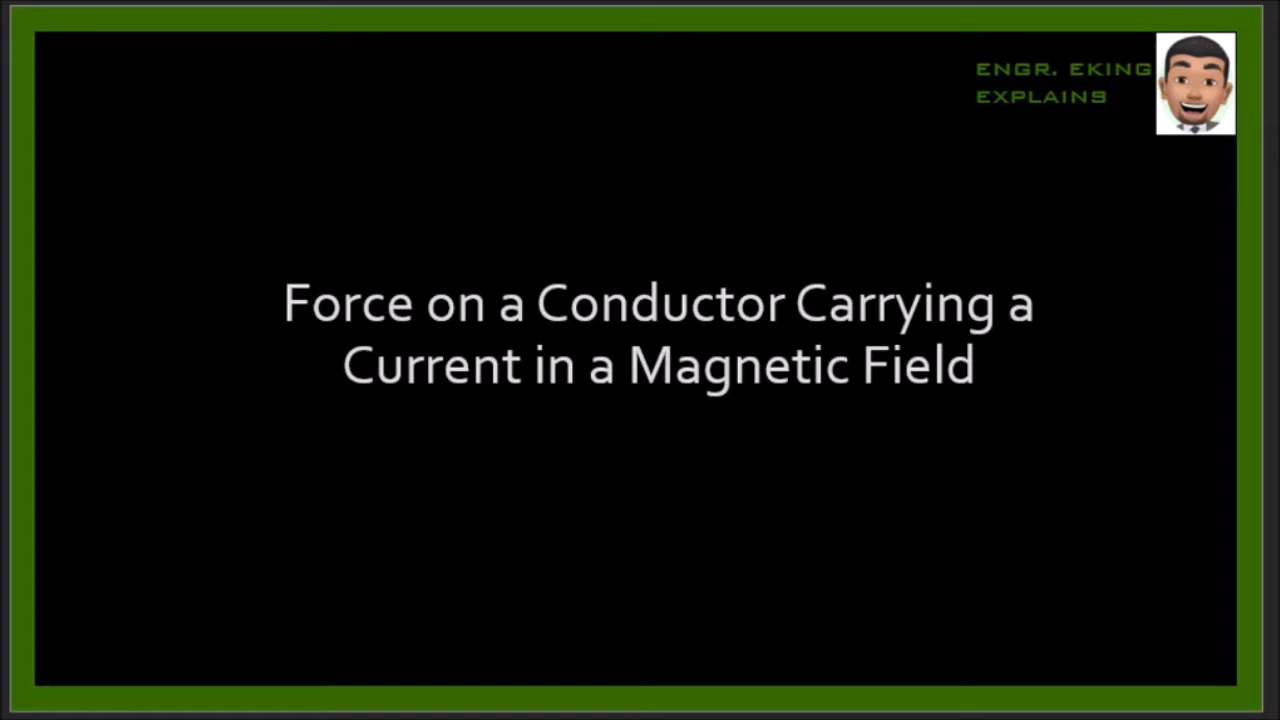 ENGR. EKING
EXPLAINS
Force on a Conductor Carrying a
Current in a Magnetic Field